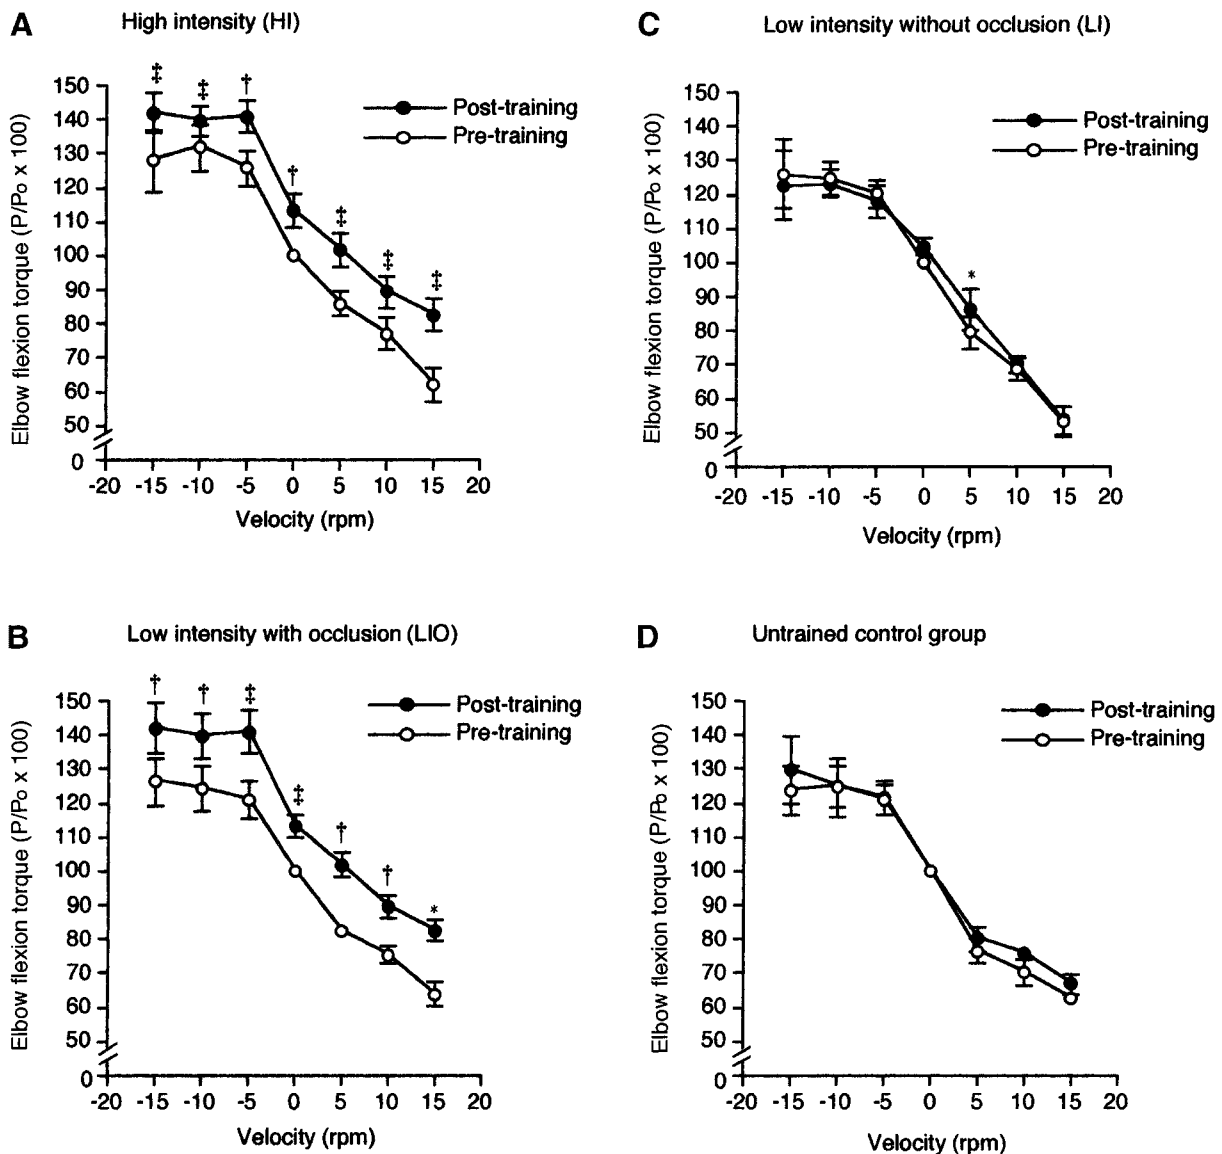 A
High intensity (HI)
Elbow flexion torque (P/Po x 100)
150
140
130
120
110
100
90
80
70
60
50
0
‡ ‡ † † ‡ ‡ ‡
Post-training
Pre-training
-20 -15 -10 -5 0 5 10 15 20
Velocity (rpm)
C
Low intensity without occlusion (LI)
Elbow flexion torque (P/Po x 100)
150
140
130
120
110
100
90
80
70
60
50
0
*
Post-training
Pre-training
-20 -15 -10 -5 0 5 10 15 20
Velocity (rpm)
B
Low intensity with occlusion (LIO)
Elbow flexion torque (P/Po x 100)
150
140
130
120
110
100
90
80
70
60
50
0
† † ‡ ‡ † † *
Post-training
Pre-training
-20 -15 -10 -5 0 5 10 15 20
Velocity (rpm)
D
Untrained control group
Elbow flexion torque (P/Po x 100)
150
140
130
120
110
100
90
80
70
60
50
0
Post-training
Pre-training
-20 -15 -10 -5 0 5 10 15 20
Velocity (rpm)